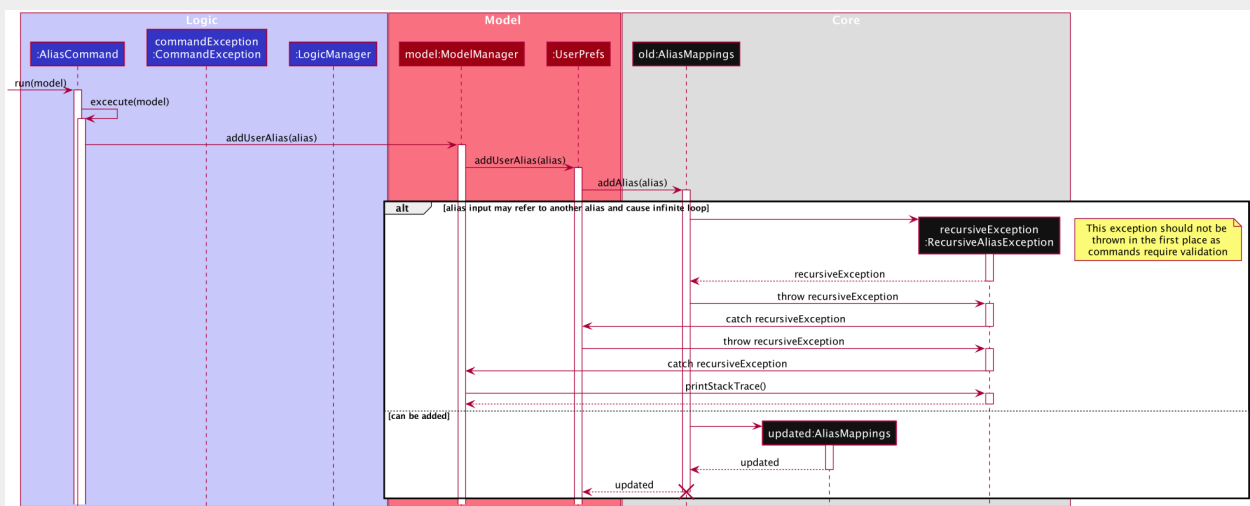 Logic
Model
Core
:AliasCommand
commandException
:CommandException
:LogicManager
model:ModelManager
:UserPrefs
old:AliasMappings
run(model)
excecute(model)
addUserAlias(alias)
addUserAlias(alias)
addAlias(alias)
alt
[alias input may refer to another alias and cause infinite loop]
recursiveException
:RecursiveAliasException
This exception should not be
thrown in the first place as
commands require validation
recursiveException
throw recursiveException
catch recursiveException
throw recursiveException
catch recursiveException
printStackTrace()
[can be added]
updated:AliasMappings
updated
updated